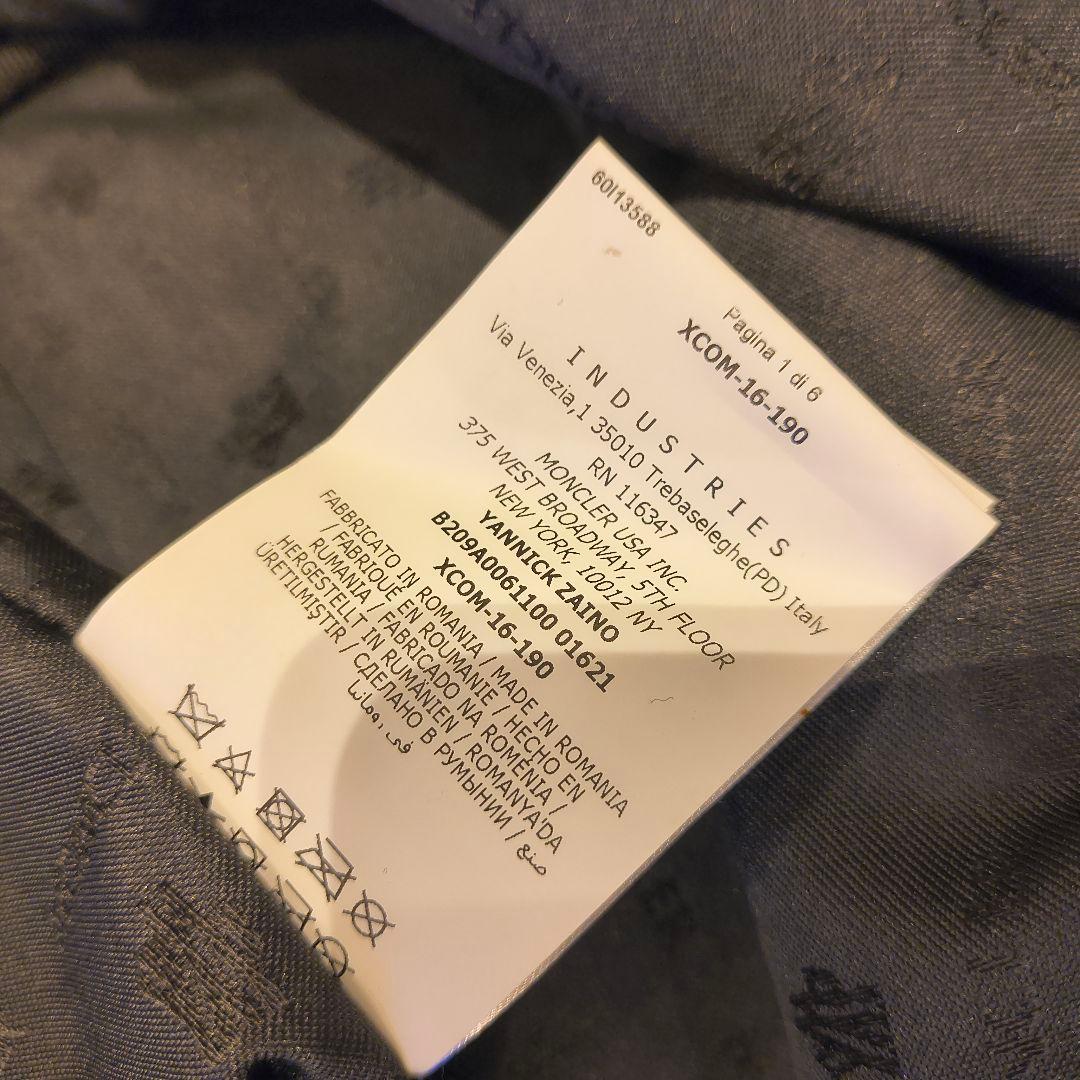 60I13588
Pagina 1 di 6
XCOM-16-190
INDUSTRIES
Via Venezia,1 35010 Trebaseleghe(PD) Italy
RN 116347
MONCLER USA INC.
375 WEST BROADWAY, 5TH FLOOR
NEW YORK, 10012 NY
YANNICK ZAINO
B209A0061100 01621
XCOM-16-190
FABBRICATO IN ROMANIA / MADE IN ROMANIA
/ FABRIQUÉ EN ROUMANIE / HECHO EN
RUMANIA / FABRICADO NA ROMÉNIA /
HERGESTELLT IN RUMÄNIEN / ROMANYA'DA
ÜRETILMIŞTIR / СДЕЛАНО В РУМЫНИИ / صنع
في رومانيا